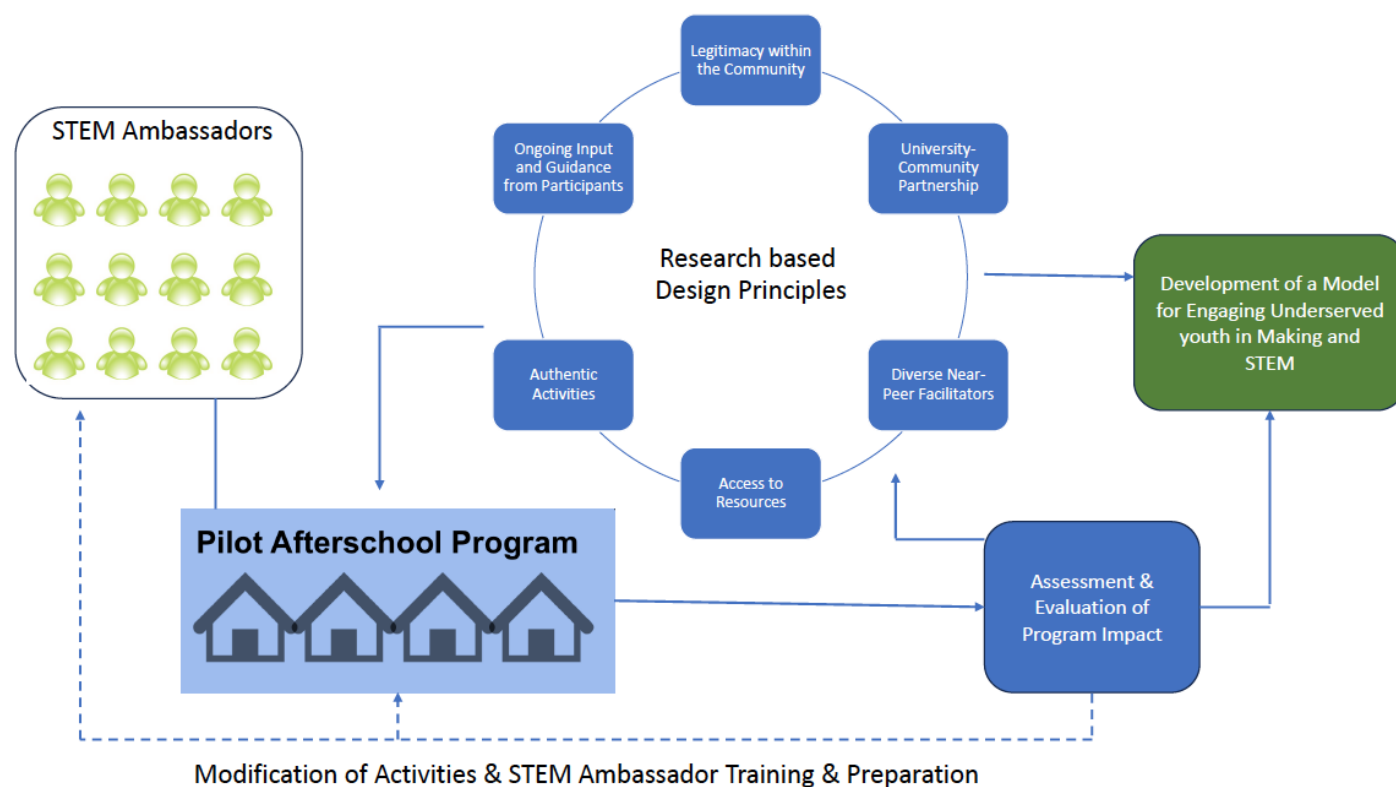 STEM Ambassadors
Legitimacy within
the Community
Ongoing Input
and Guidance
from Participants
University-
Community
Partnership
Research based
Design Principles
Development of a Model
for Engaging Underserved
youth in Making and
STEM
Authentic
Activities
Diverse Near-
Peer Facilitators
Access to
Resources
Pilot Afterschool Program
Assessment &
Evaluation of
Program Impact
Modification of Activities & STEM Ambassador Training & Preparation